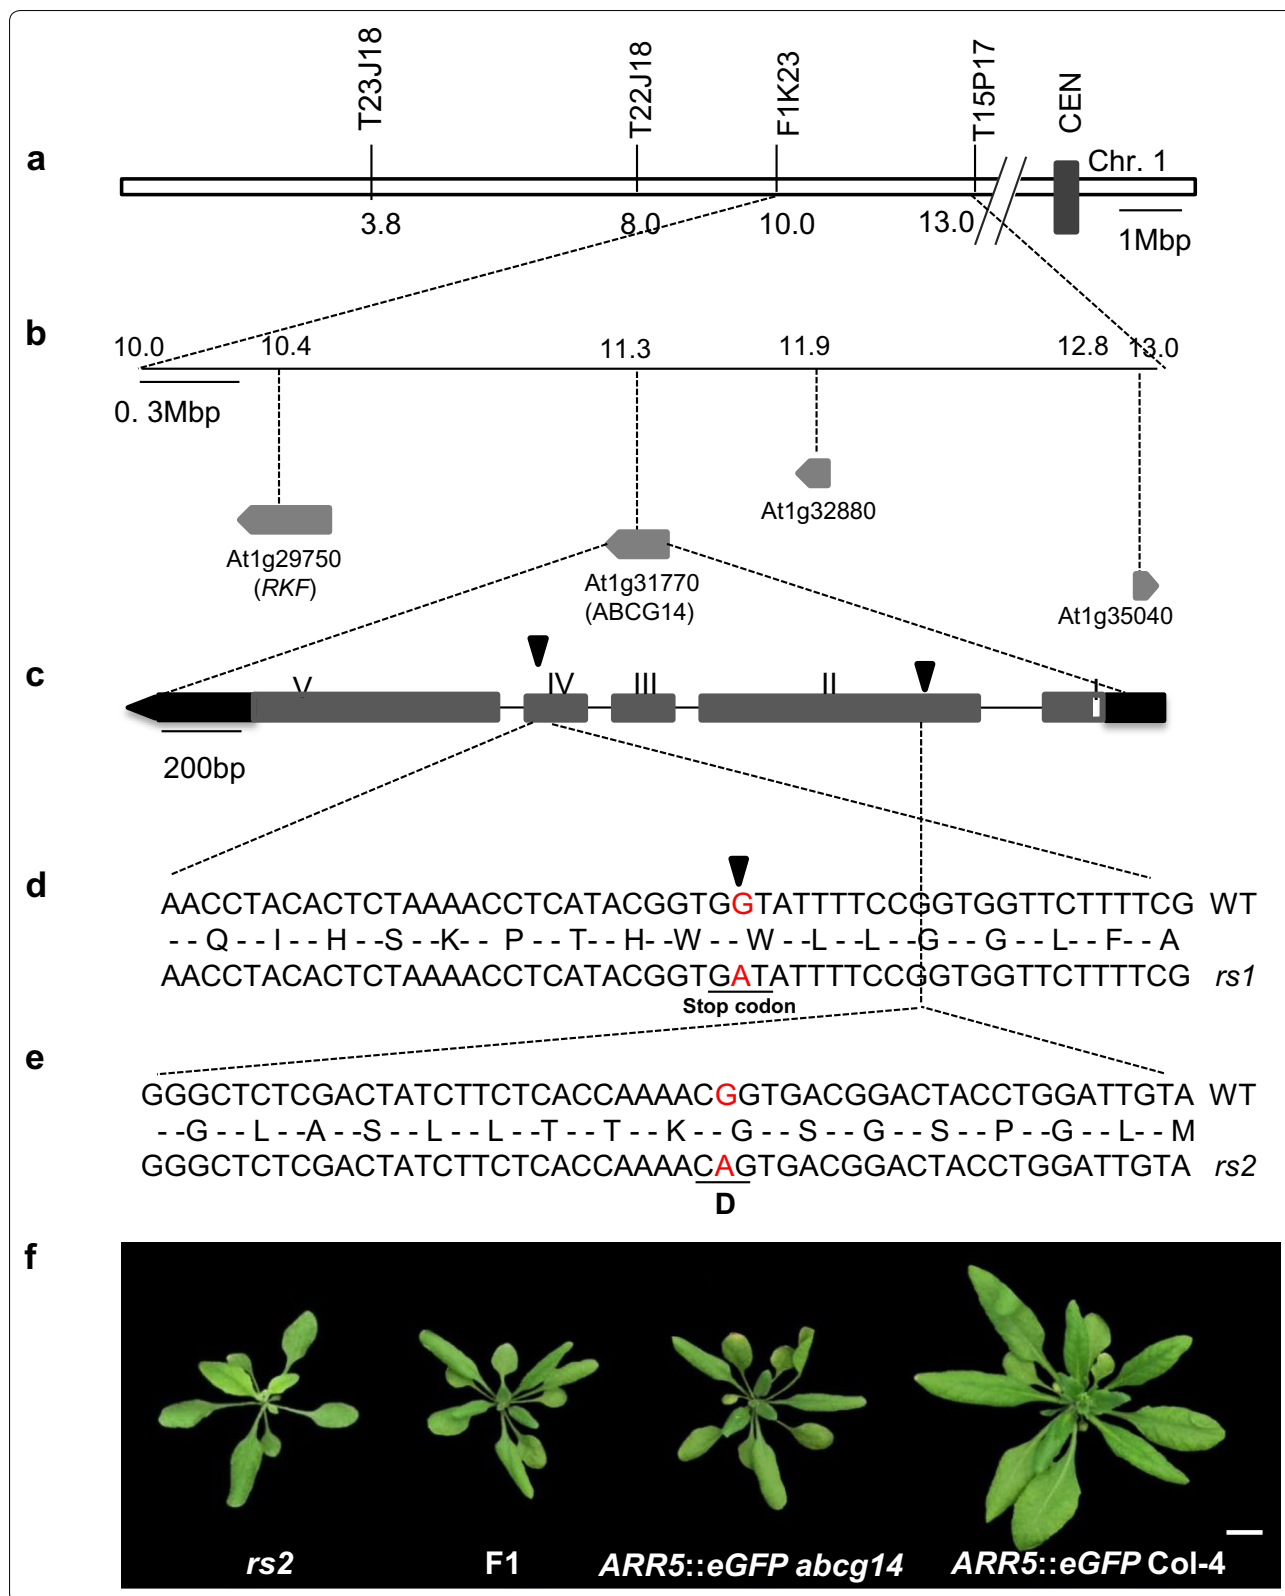 a
T23J18
T22J18
F1K23
T15P17
CEN
Chr. 1
3.8
8.0
10.0
13.0
1Mbp
b
10.0
10.4
11.3
11.9
12.8
13.0
0. 3Mbp
At1g29750
(RKF)
At1g31770
(ABCG14)
At1g32880
At1g35040
c
V
IV
III
II
I
200bp
d
AACCTACACTCTAAAACCTCATACGGTGGTATTTTCCGGTGGTTCTTTTCG WT
- - Q - - I - - H - -S - -K- - P - - T - - H- -W - -W - -L - -L - -G - - G - - L- - F- - A
AACCTACACTCTAAAACCTCATACGGTGATATTTTCCGGTGGTTCTTTTCG rs1
Stop codon
e
GGGCTCTCGACTATCTTCTCACCAAAACGGTGACGGACTACCTGGATTGTA WT
- -G - - L - -A - -S - - L - -L - -T - - T - - K - -G - - S - -G - -S - - P - -G - - L- - M
GGGCTCTCGACTATCTTCTCACCAAAACAGTGACGGACTACCTGGATTGTA rs2
D
f
rs2
F1
ARR5::eGFP abcg14
ARR5::eGFP Col-4